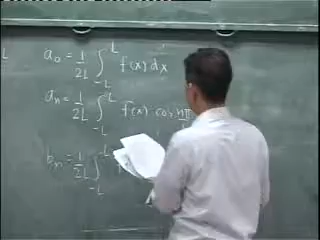 a₀ = 1/2L ∫_{-L}^{L} f(x) dx
aₙ = 1/2L ∫_{-L}^{L} f(x) cos nπ
bₙ = 1/2L ∫_{-L}^{L}